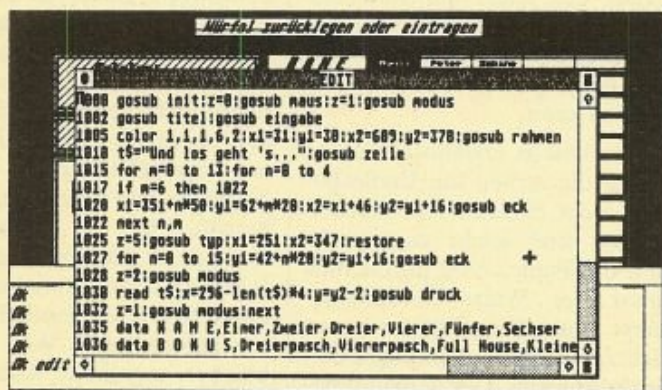 Würfel zurücklegen oder eintragen
N A M E Peter
EDIT
1000 gosub init:z=0:gosub maus:z=1:gosub modus
1002 gosub titel:gosub eingabe
1005 color 1,1,1,6,2:x1=31:y1=38:x2=609:y2=378:gosub rahmen
1010 t$="Und los geht 's...":gosub zeile
1015 for m=0 to 13:for n=0 to 4
1017 if m=6 then 1022
1020 x1=351+n*50:y1=62+m*20:x2=x1+46:y2=y1+16:gosub eck
1022 next n,m
1025 z=5:gosub typ:x1=251:x2=347:restore
1027 for n=0 to 15:y1=42+n*20:y2=y1+16:gosub eck
1028 z=2:gosub modus
1030 read t$:x=296-len(t$)*4:y=y2-2:gosub druck
1032 z=1:gosub modus:next
1035 data N A M E,Einer,Zweier,Dreier,Vierer,Fünfer,Sechser
1036 data B O N U S,Dreierpasch,Viererpasch,Full House,Kleine
Ok
Ok
Ok
Ok
Ok edit